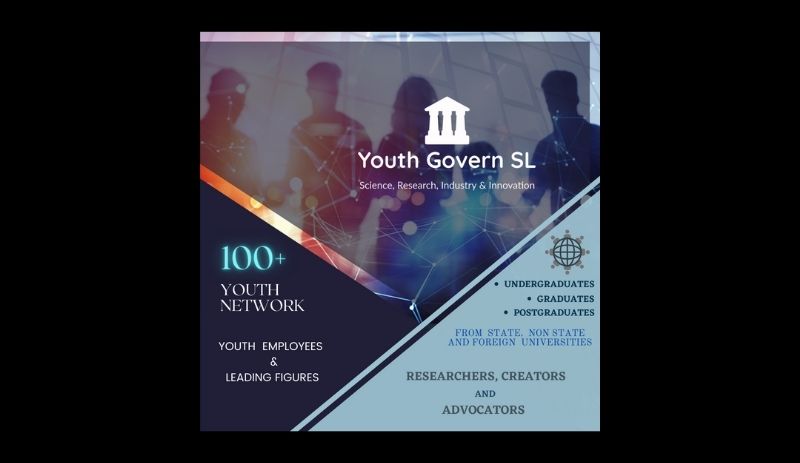 Youth Govern SL
Science, Research, Industry & Innovation
100+
YOUTH
NETWORK
YOUTH EMPLOYEES
&
LEADING FIGURES
• UNDERGRADUATES
• GRADUATES
• POSTGRADUATES
FROM STATE, NON STATE
AND FOREIGN UNIVERSITIES
RESEARCHERS, CREATORS
AND
ADVOCATORS